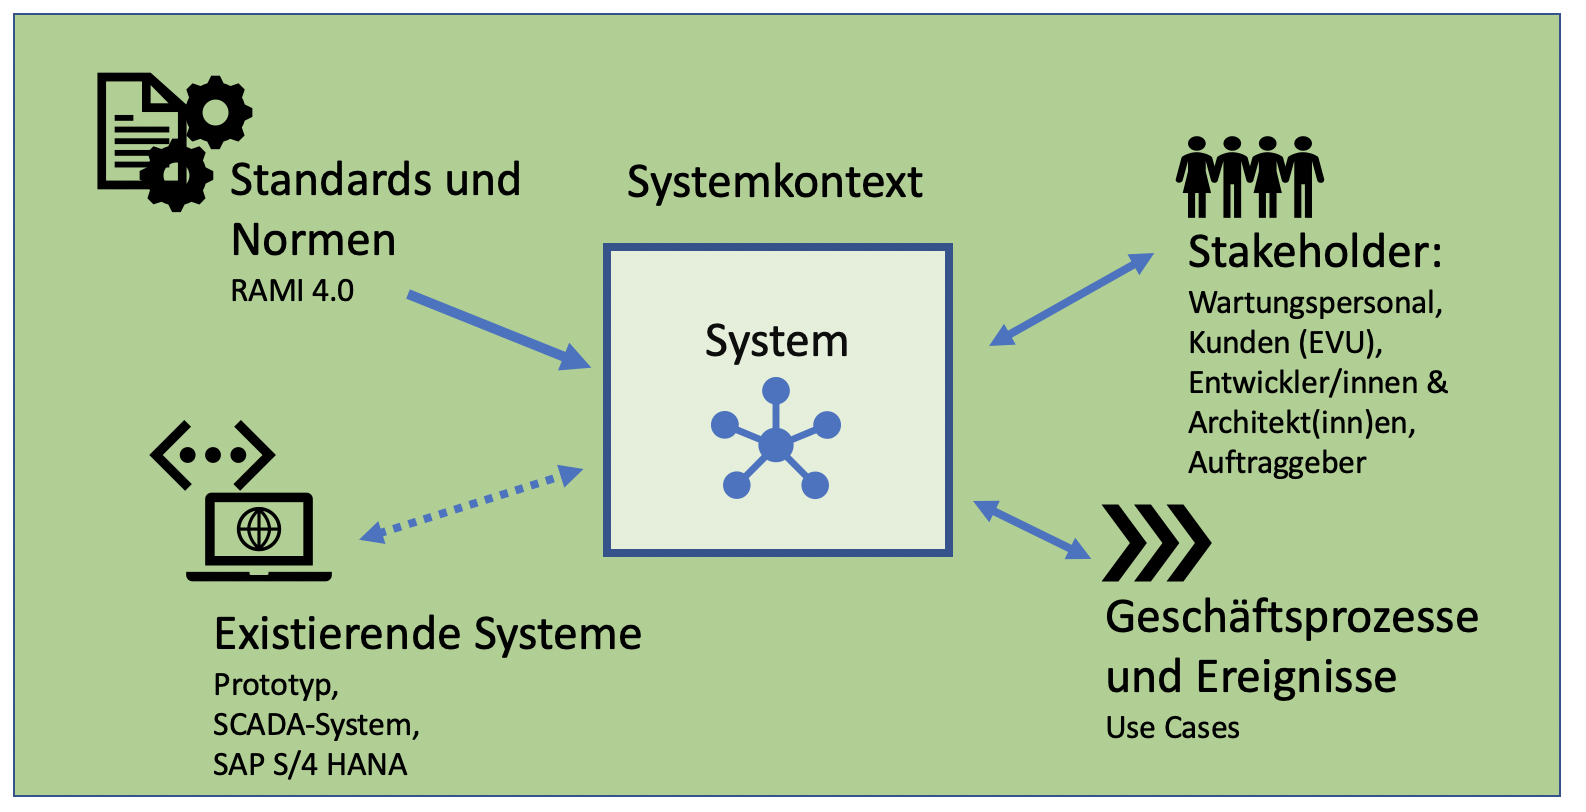 Standards und
Normen
RAMI 4.0
Systemkontext
System
Stakeholder:
Wartungspersonal,
Kunden (EVU),
Entwickler/innen &
Architekt(inn)en,
Auftraggeber
Existierende Systeme
Prototyp,
SCADA-System,
SAP S/4 HANA
Geschäftsprozesse
und Ereignisse
Use Cases